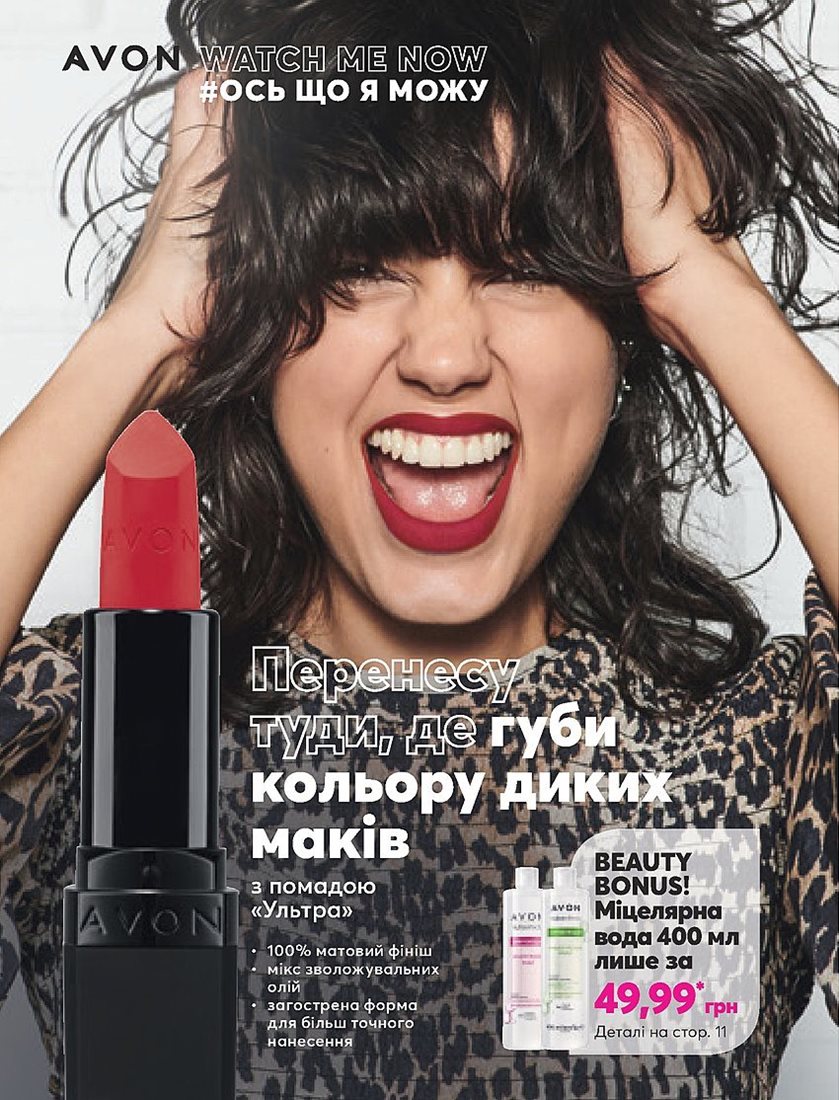 AVON WATCH ME NOW
#ОСЬ ЩО Я МОЖУ
AVON
Перенесу
туди, де губи
кольору диких
маків
з помадою
«Ультра»
• 100% матовий фініш
• мікс зволожувальних
олій
• загострена форма
для більш точного
нанесення
AVON
BEAUTY
BONUS!
Міцелярна
вода 400 мл
лише за
49,99* грн
Деталі на стор. 11
AVON
AVON